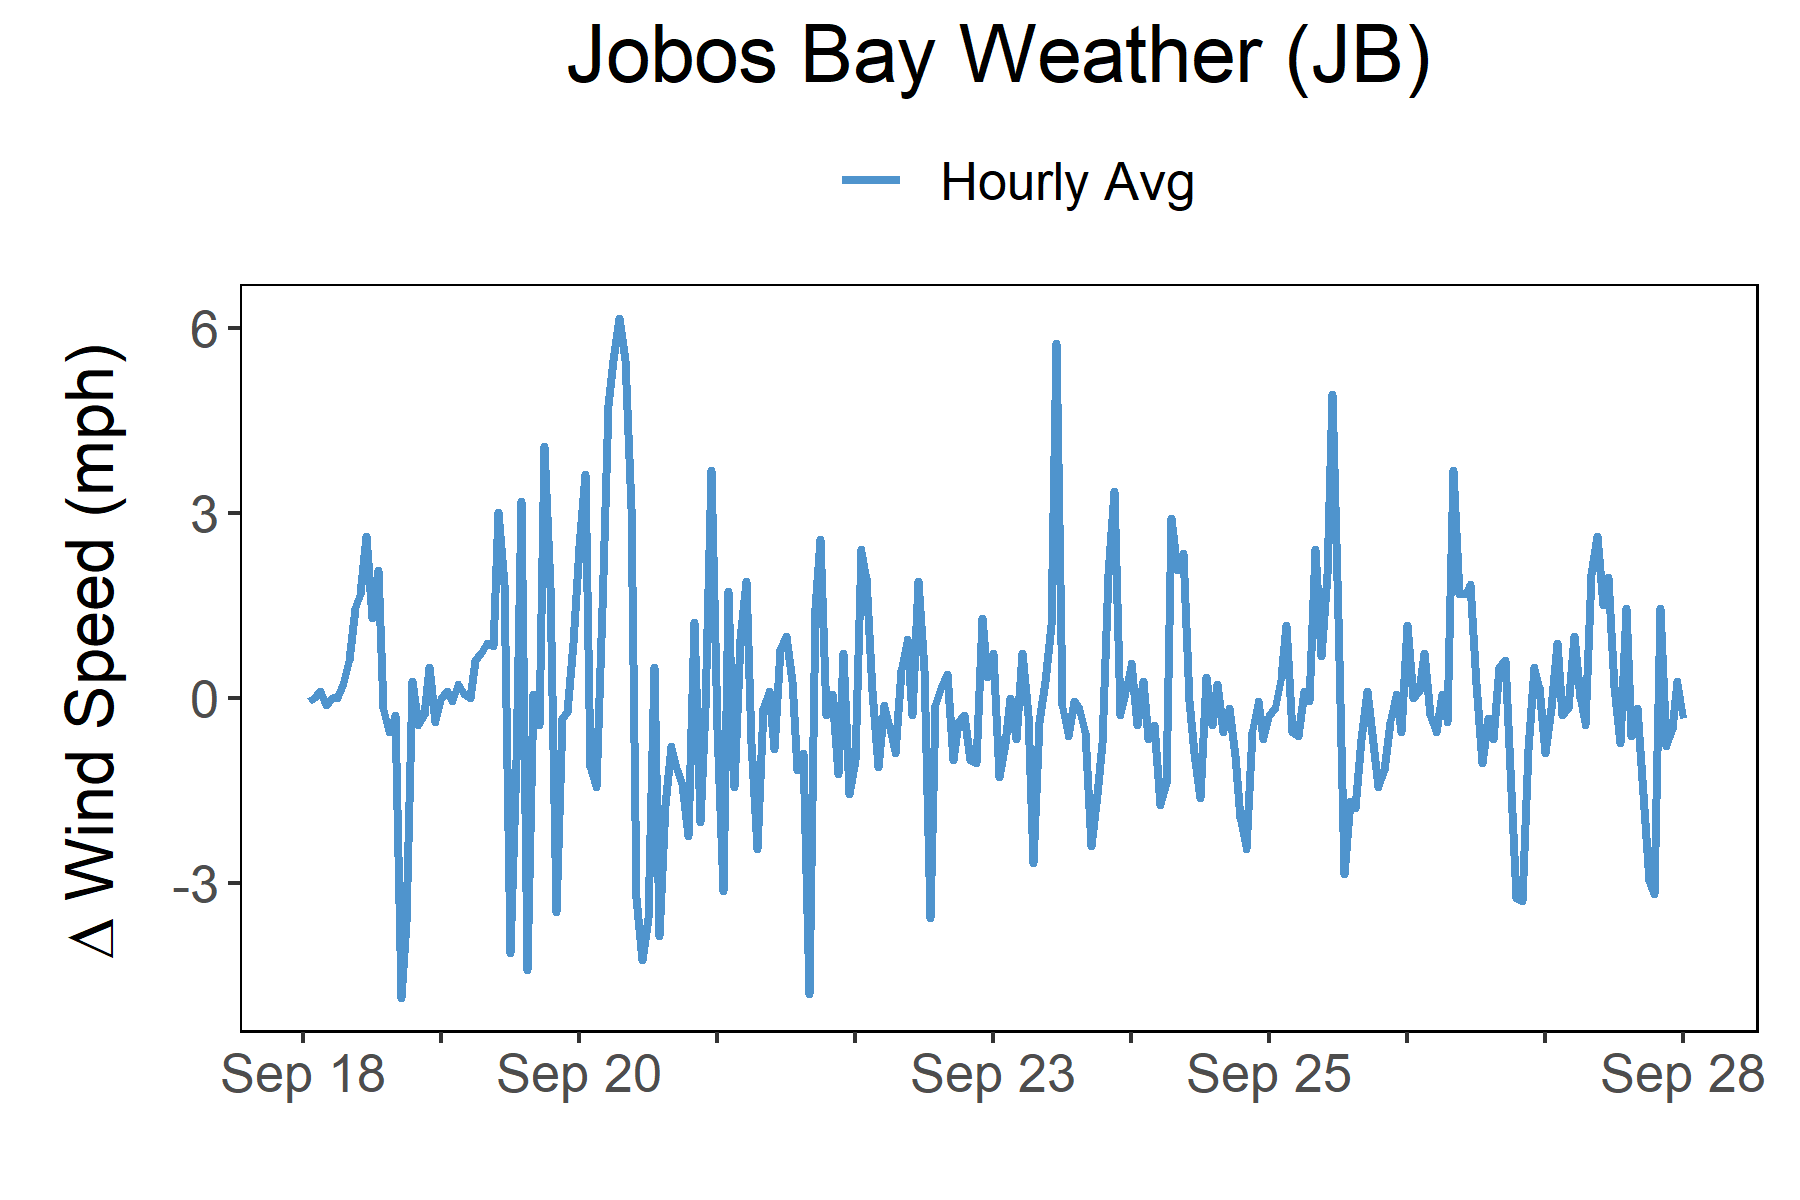 Jobos Bay Weather (JB)
Hourly Avg
Δ Wind Speed (mph)
6
3
0
-3
Sep 18 Sep 20 Sep 23 Sep 25 Sep 28